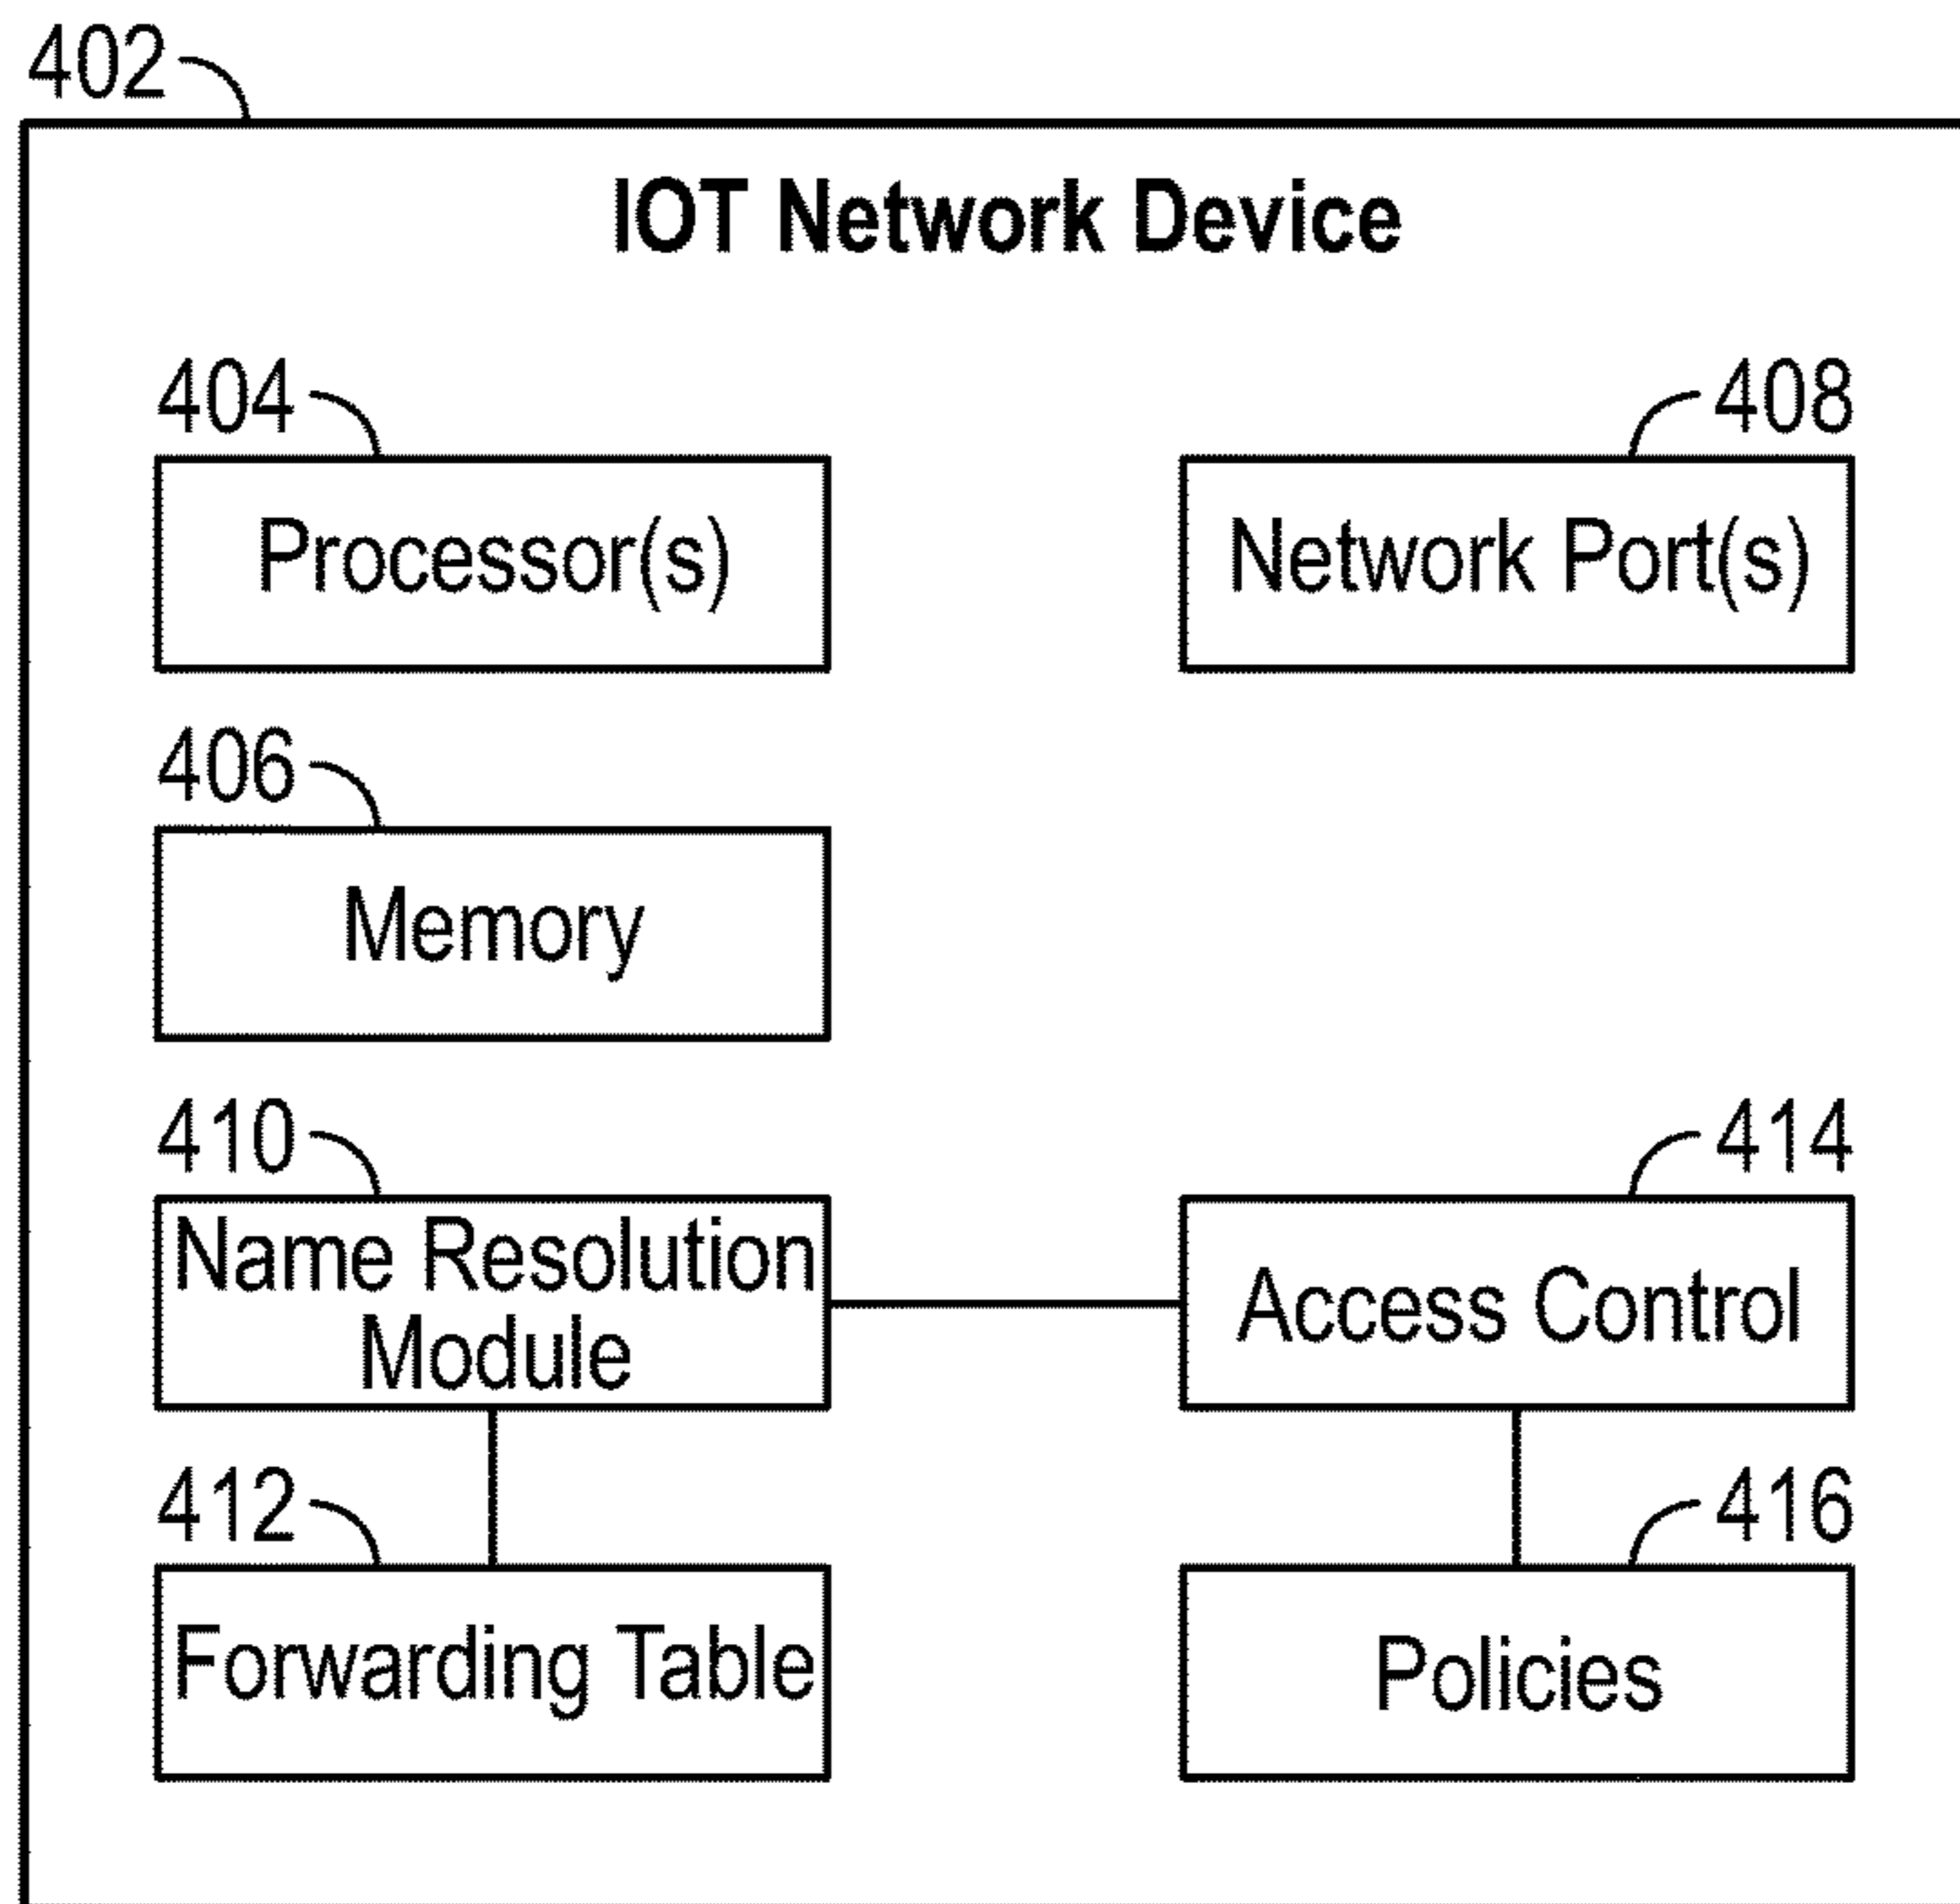 402
IOT Network Device
404
Processor(s)
408
Network Port(s)
406
Memory
410
Name Resolution
Module
414
Access Control
412
Forwarding Table
416
Policies